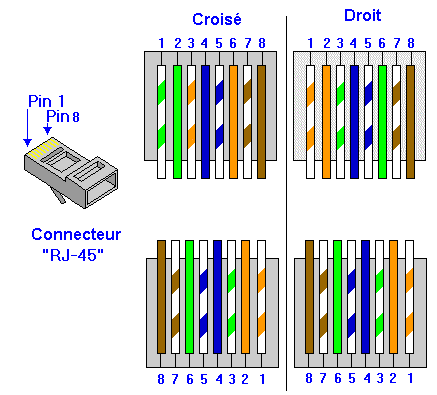 Croisé
Droit
1 2 3 4 5 6 7 8
1 2 3 4 5 6 7 8
Pin 1
Pin 8
Connecteur
"RJ-45"
8 7 6 5 4 3 2 1
8 7 6 5 4 3 2 1